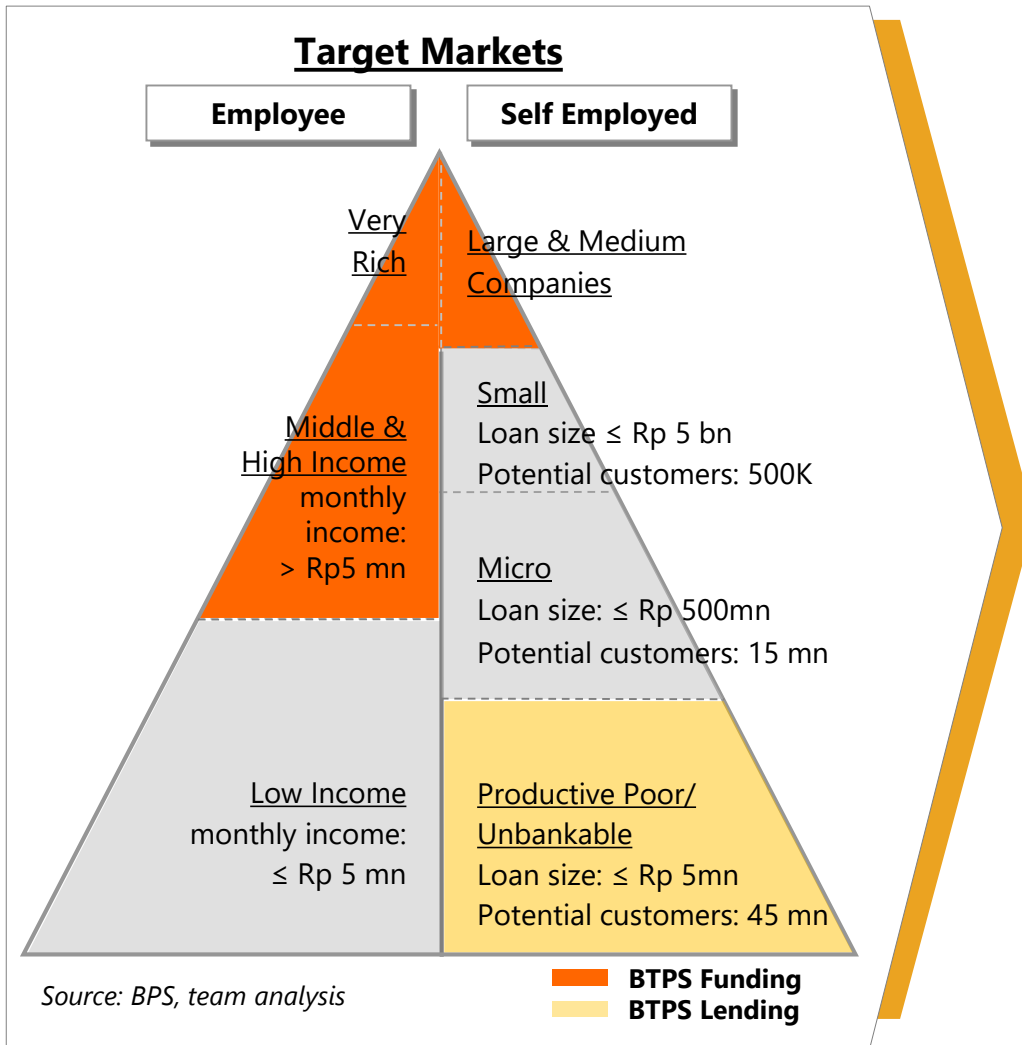 Target Markets
Employee
Self Employed
Very
Rich
Large & Medium
Companies
Middle &
High Income
monthly
income:
> Rp5 mn
Small
Loan size ≤ Rp 5 bn
Potential customers: 500K
Micro
Loan size: ≤ Rp 500mn
Potential customers: 15 mn
Low Income
monthly income:
≤ Rp 5 mn
Productive Poor/
Unbankable
Loan size: ≤ Rp 5mn
Potential customers: 45 mn
Source: BPS, team analysis
BTPS Funding
BTPS Lending